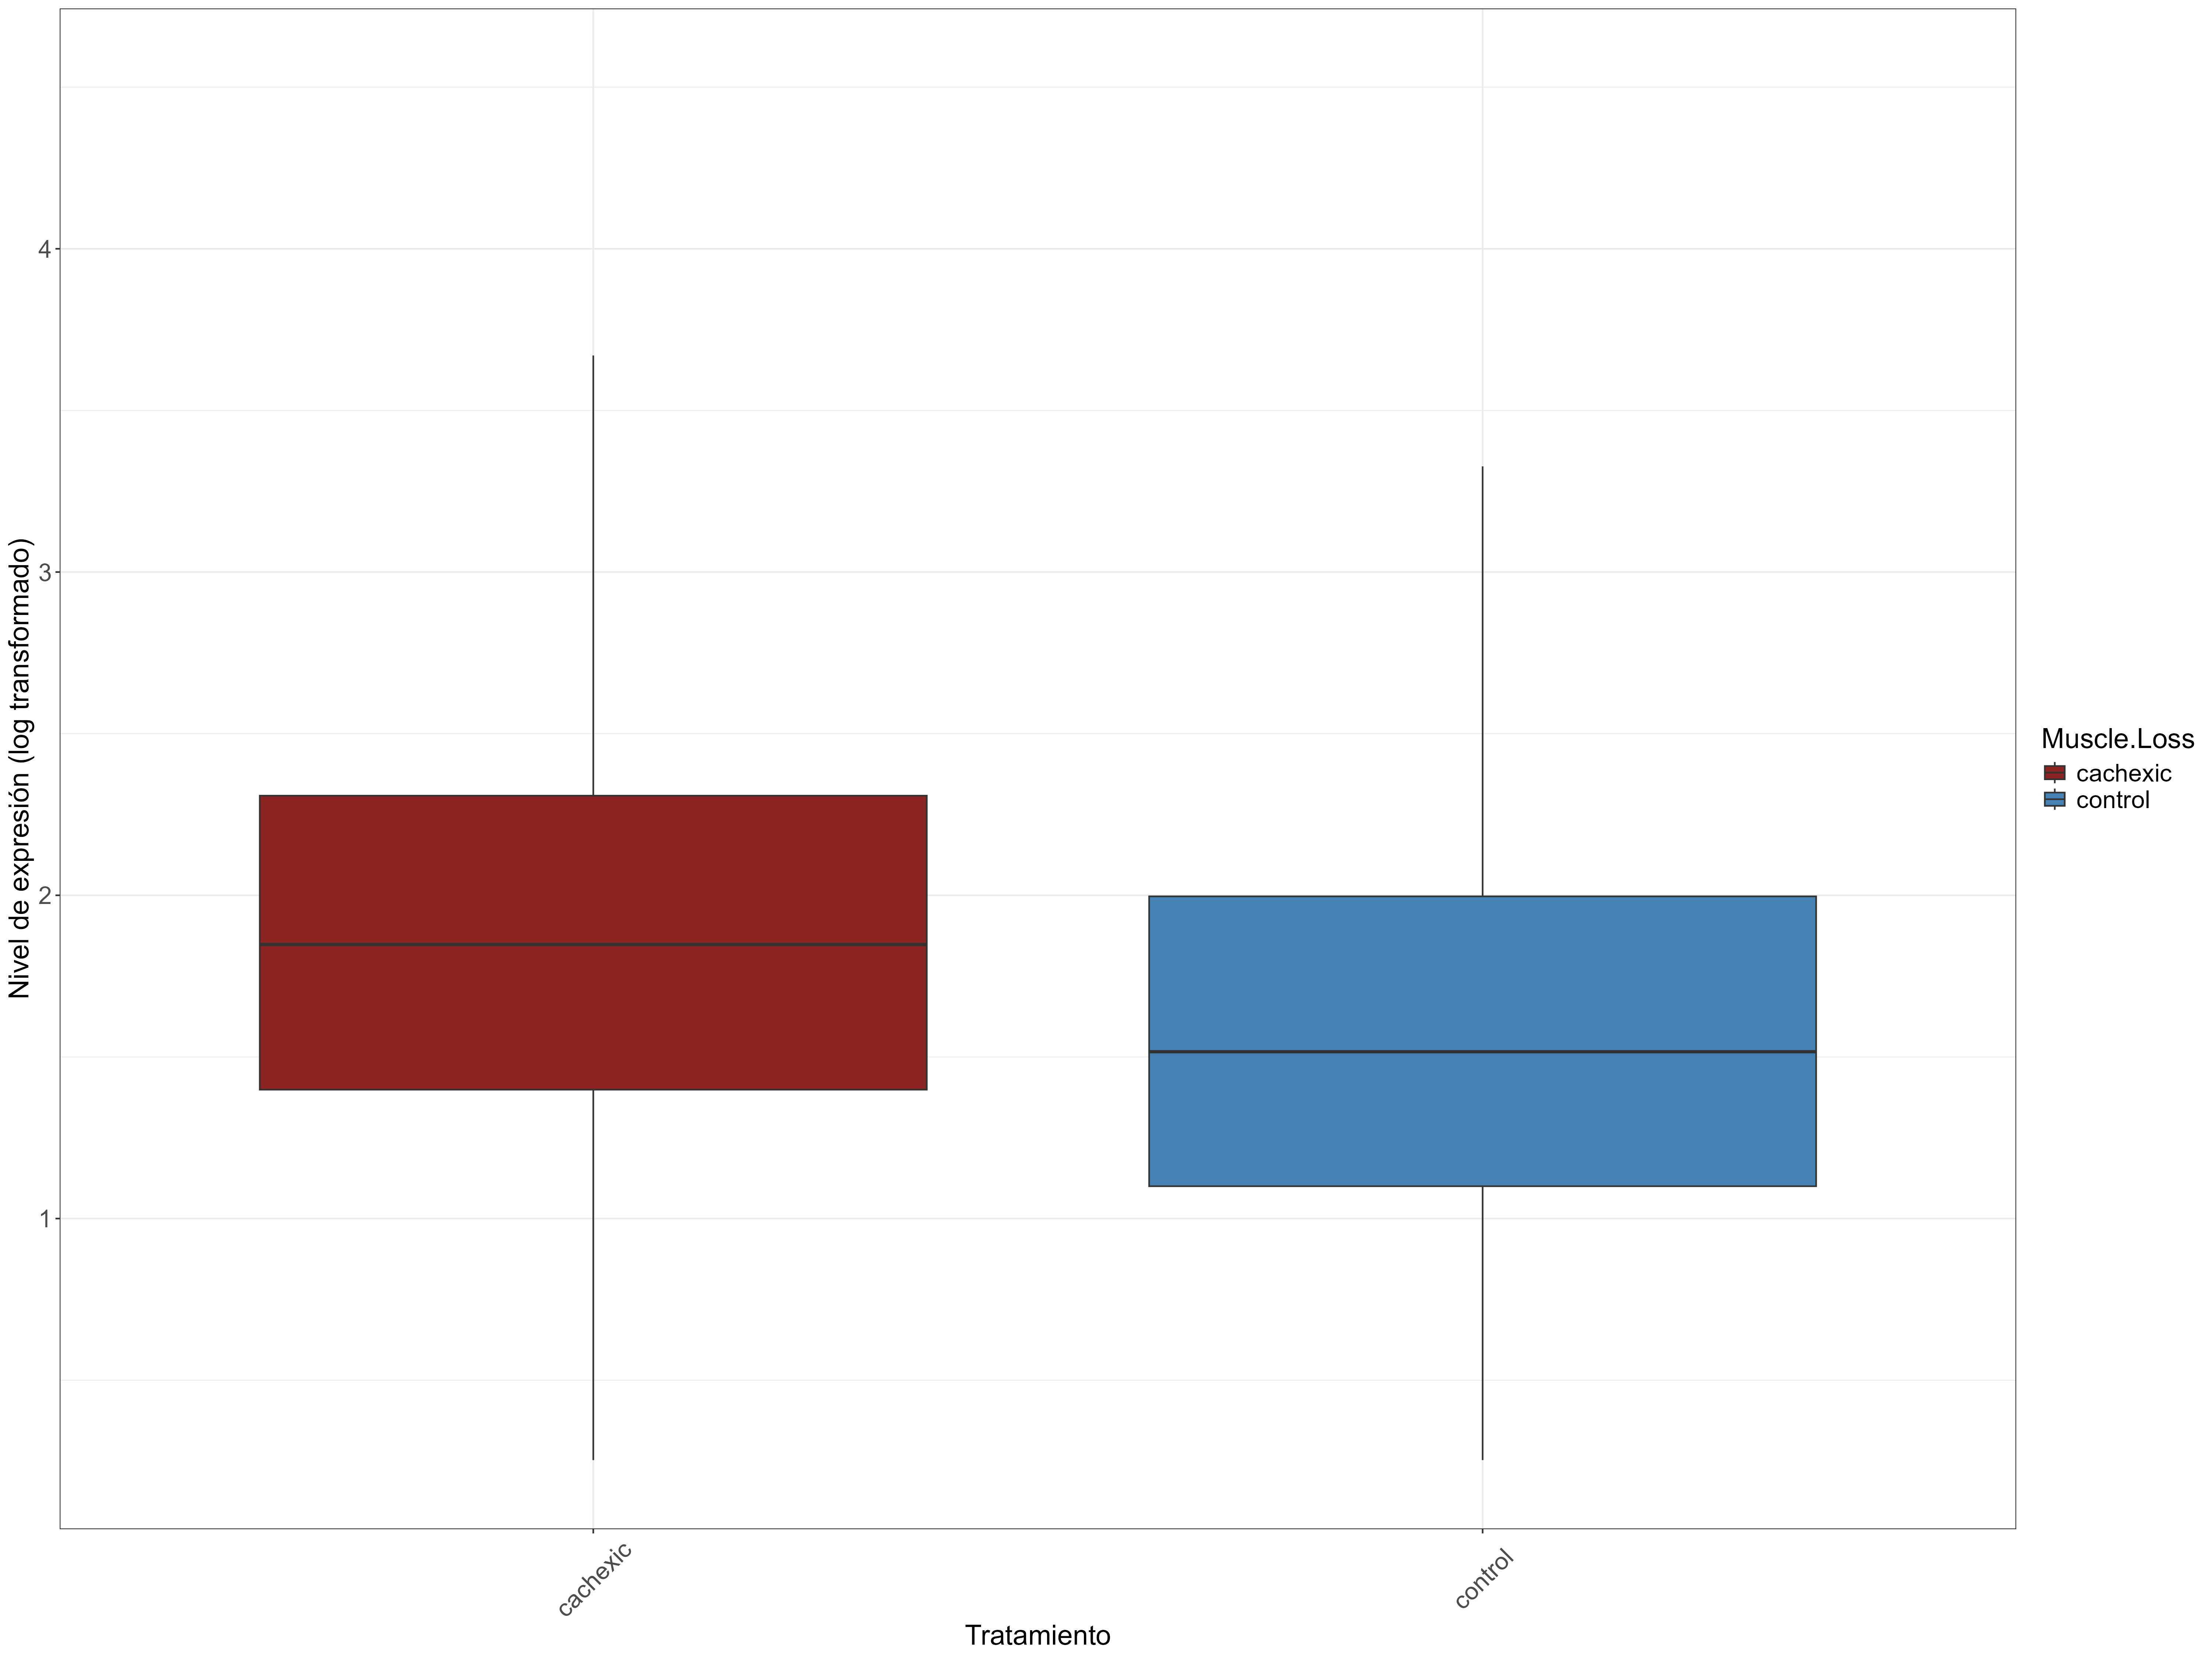 Nivel de expresión (log transformado)
4
3
2
1
cachexic
control
Tratamiento
Muscle.Loss
cachexic
control